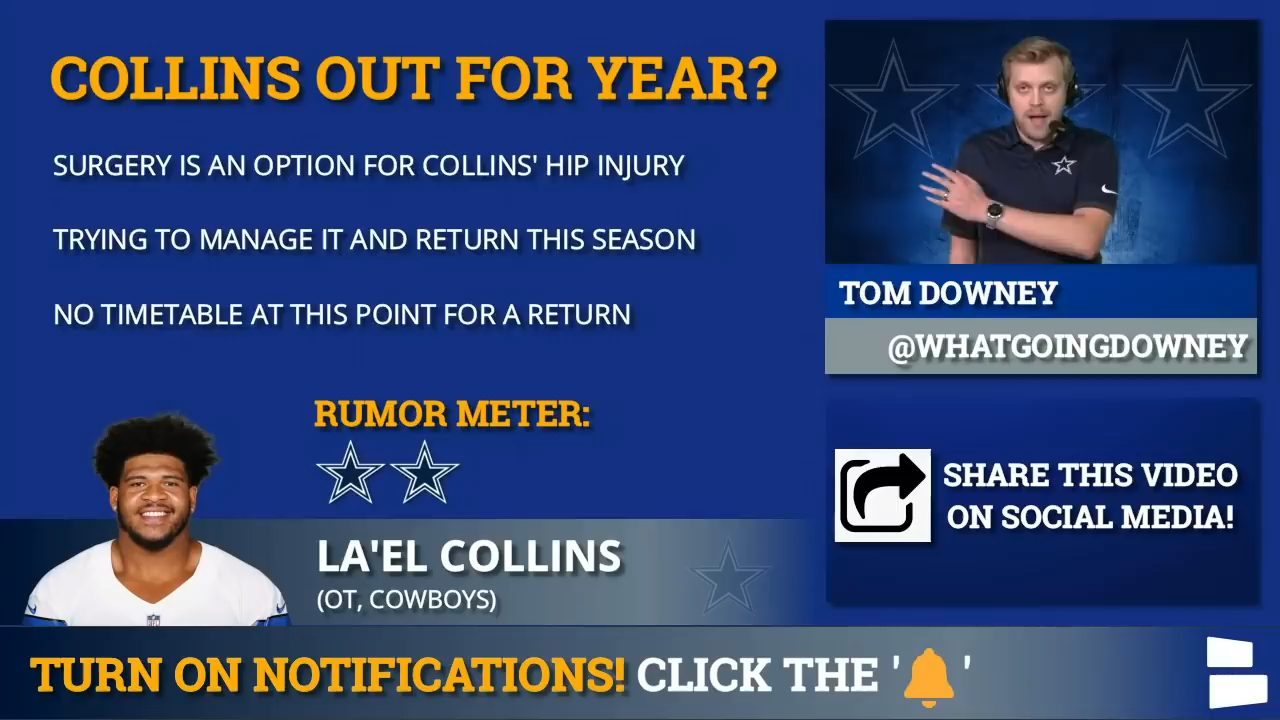 COLLINS OUT FOR YEAR?
SURGERY IS AN OPTION FOR COLLINS' HIP INJURY
TRYING TO MANAGE IT AND RETURN THIS SEASON
NO TIMETABLE AT THIS POINT FOR A RETURN
RUMOR METER:
LA'EL COLLINS
(OT, COWBOYS)
TOM DOWNEY
@WHATGOINGDOWNEY
SHARE THIS VIDEO
ON SOCIAL MEDIA!
TURN ON NOTIFICATIONS! CLICK THE ' '